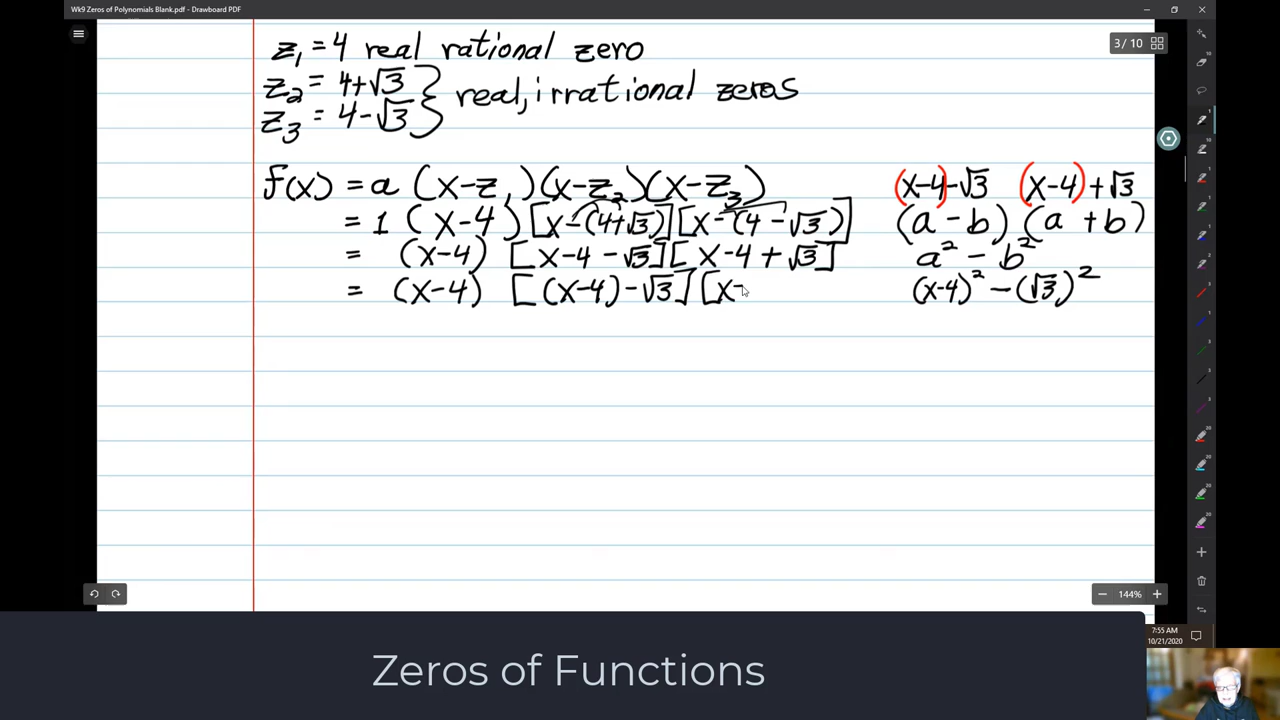 Wk9 Zeros of Polynomials Blank.pdf - Drawboard PDF
3 / 10
z₁ = 4 real rational zero
z₂ = 4+√3 } real, irrational zeros
z₃ = 4-√3
f(x) = a (x-z₁)(x-z₂)(x-z₃) (x-4)-√3 (x-4)+√3
= 1 (x-4) [x-(4+√3)][x-(4-√3)] (a-b)(a+b)
= (x-4) [x-4-√3][x-4+√3] a²-b²
= (x-4) [(x-4)-√3][x- (x-4)²-(√3)²
144%
7:55 AM
10/21/2020
Zeros of Functions